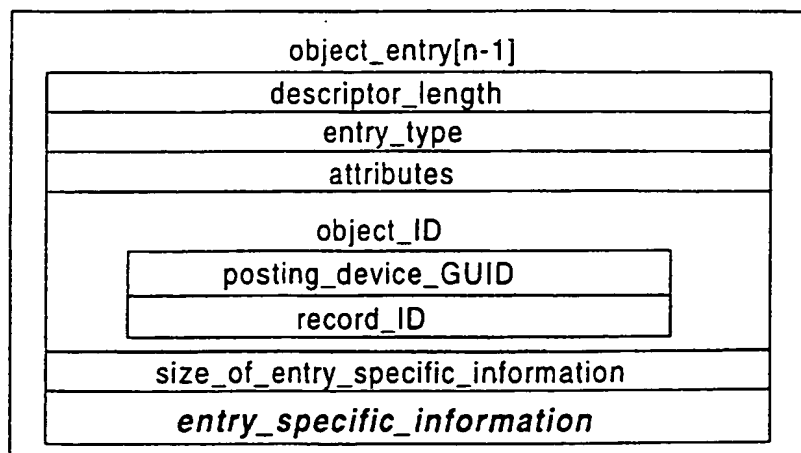 object_entry[n-1]
descriptor_length
entry_type
attributes
object_ID
posting_device_GUID
record_ID
size_of_entry_specific_information
entry_specific_information